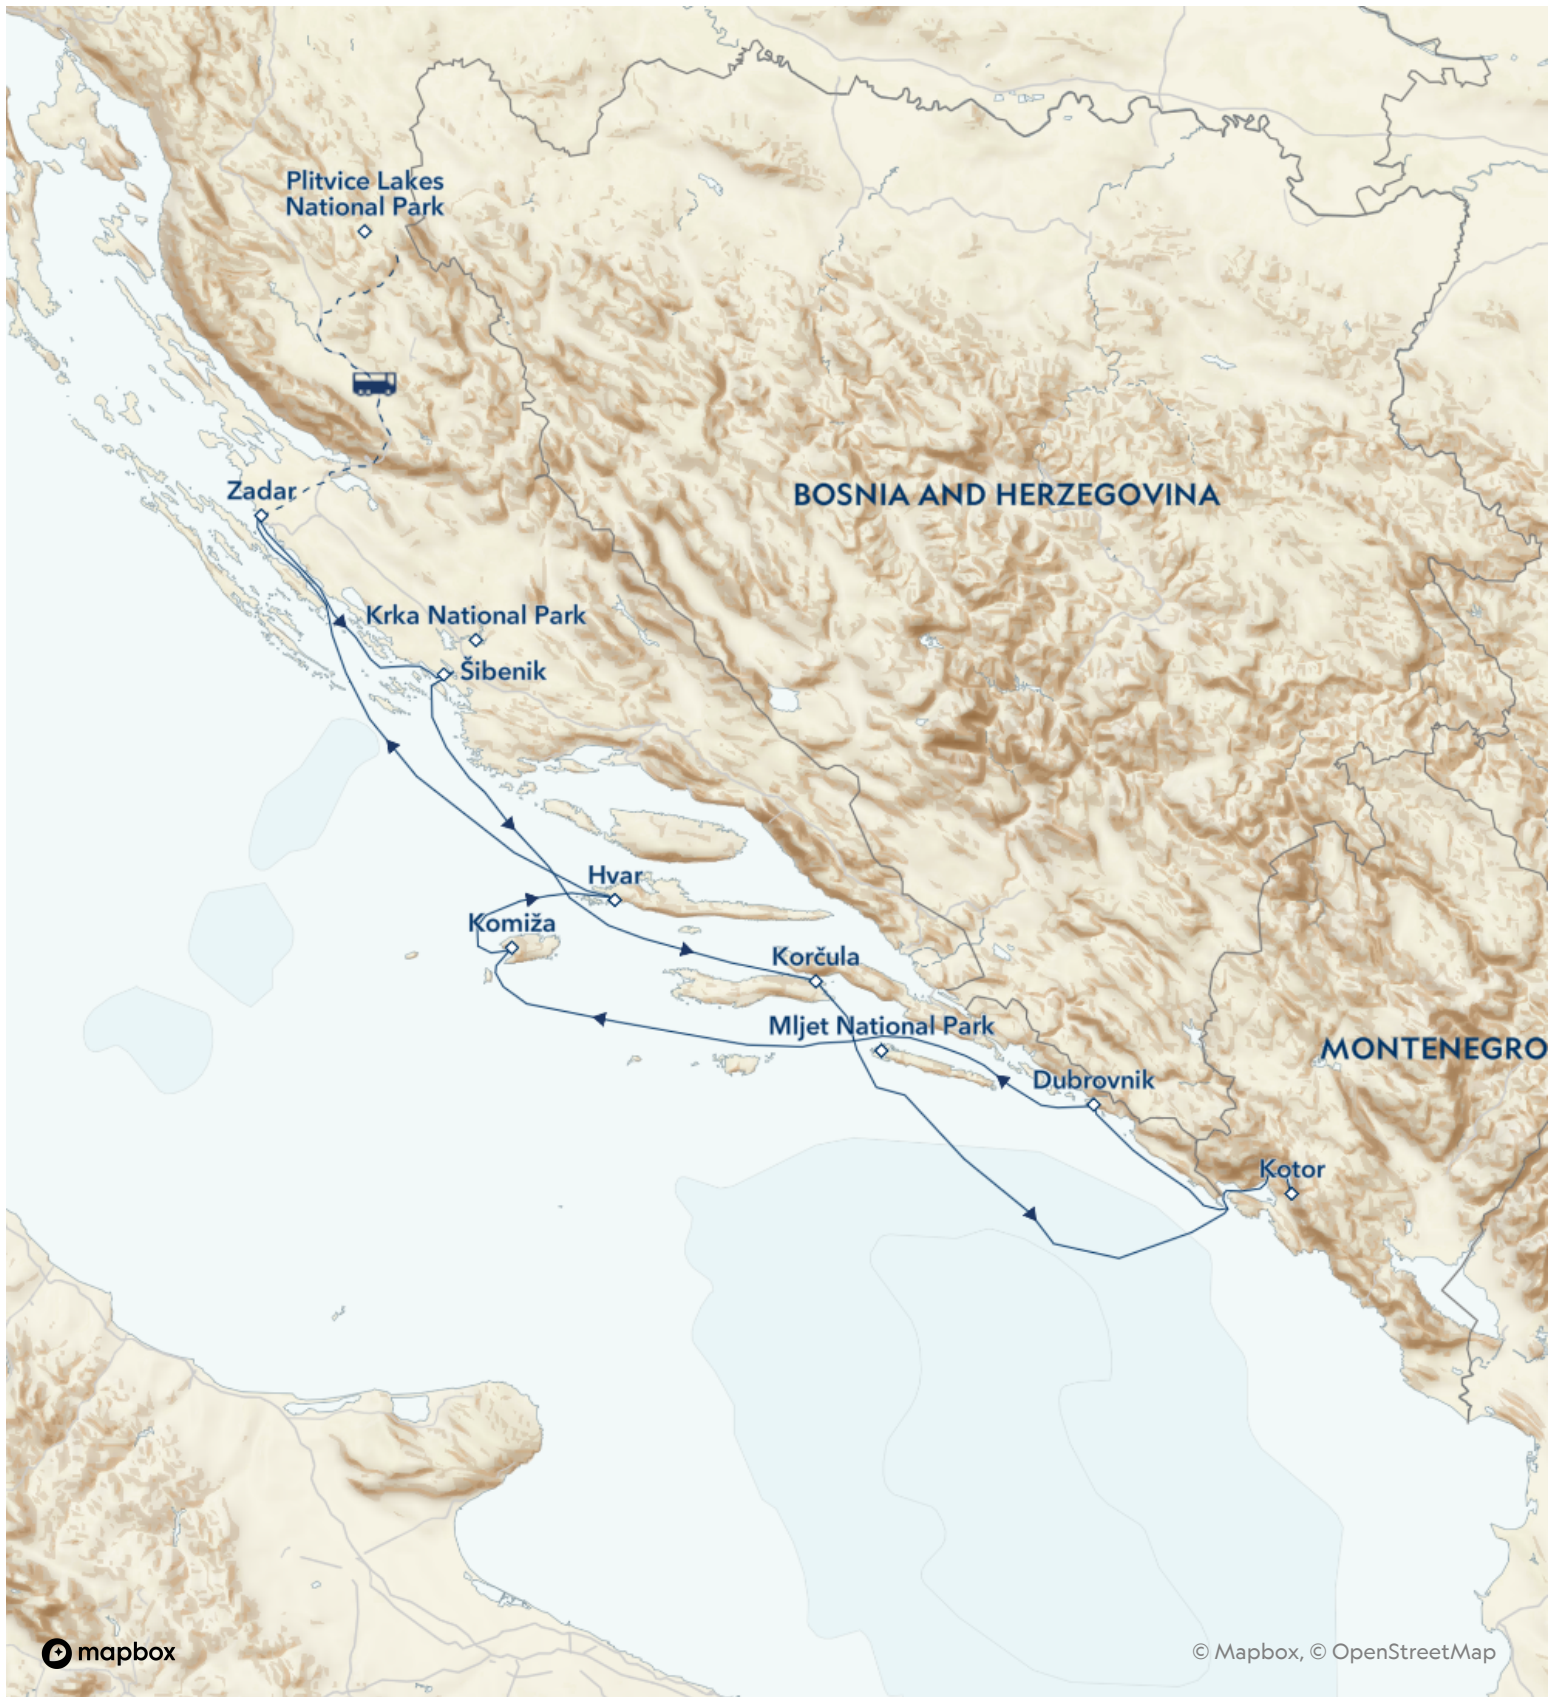 Plitvice Lakes
National Park
Zadar
BOSNIA AND HERZEGOVINA
Krka National Park
Šibenik
Hvar
Komiža
Korčula
Mljet National Park
MONTENEGRO
Dubrovnik
Kotor
mapbox
© Mapbox, © OpenStreetMap